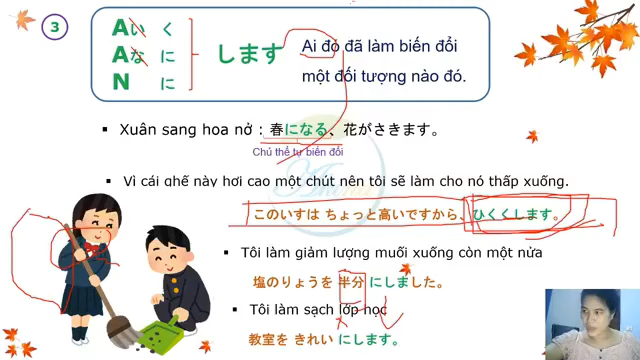 3
Aい く
Aな に
N に
します
Ai đó đã làm biến đổi
một đối tượng nào đó.
▪ Xuân sang hoa nở : 春になる、花がさきます。
Chủ thể tự biến đổi
▪ Vì cái ghế này hơi cao một chút nên tôi sẽ làm cho nó thấp xuống.
このいすは ちょっと高いですから、ひくくします。
▪ Tôi làm giảm lượng muối xuống còn một nửa
塩のりょうを 半分 にしました。
▪ Tôi làm sạch lớp học
教室を きれい にします。